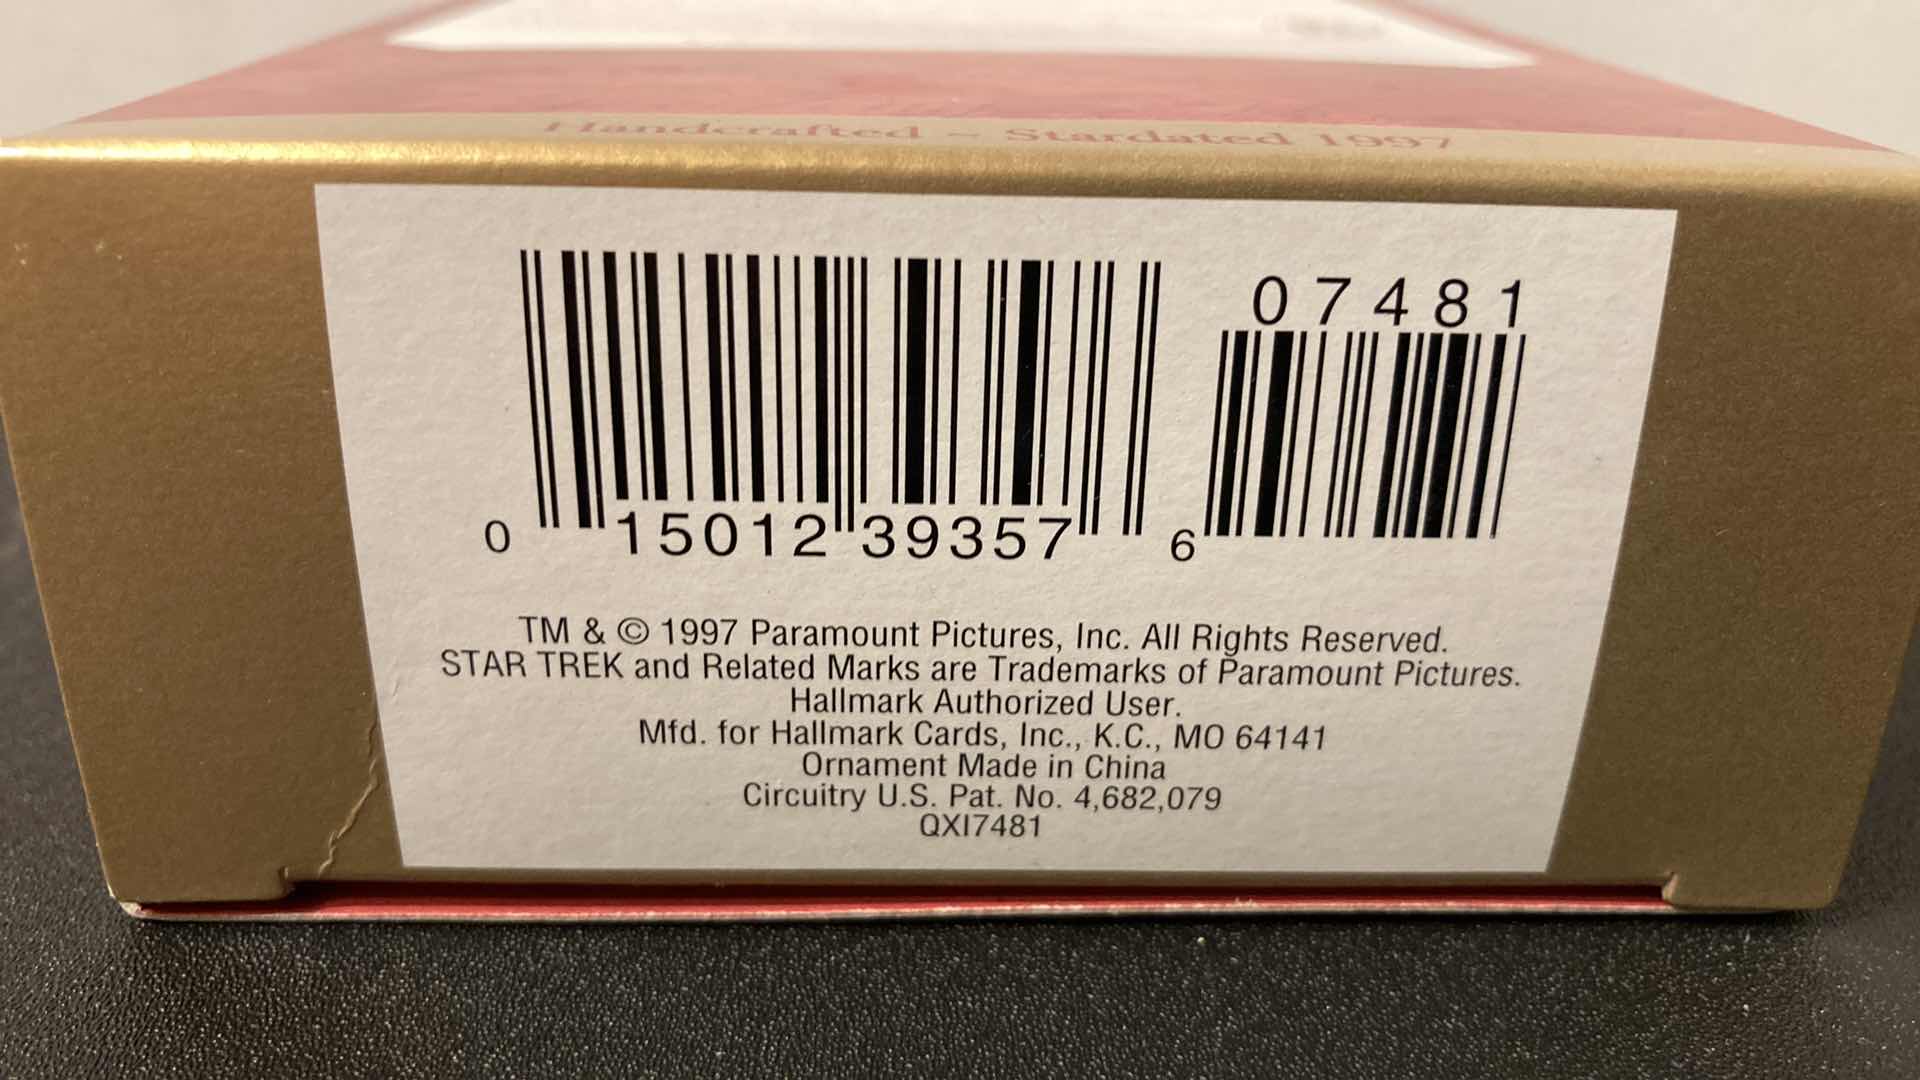 Handcrafted ~ Stardated 1997
07481
0 15012 39357 6
TM & © 1997 Paramount Pictures, Inc. All Rights Reserved.
STAR TREK and Related Marks are Trademarks of Paramount Pictures.
Hallmark Authorized User.
Mfd. for Hallmark Cards, Inc., K.C., MO 64141
Ornament Made in China
Circuitry U.S. Pat. No. 4,682,079
QXI7481